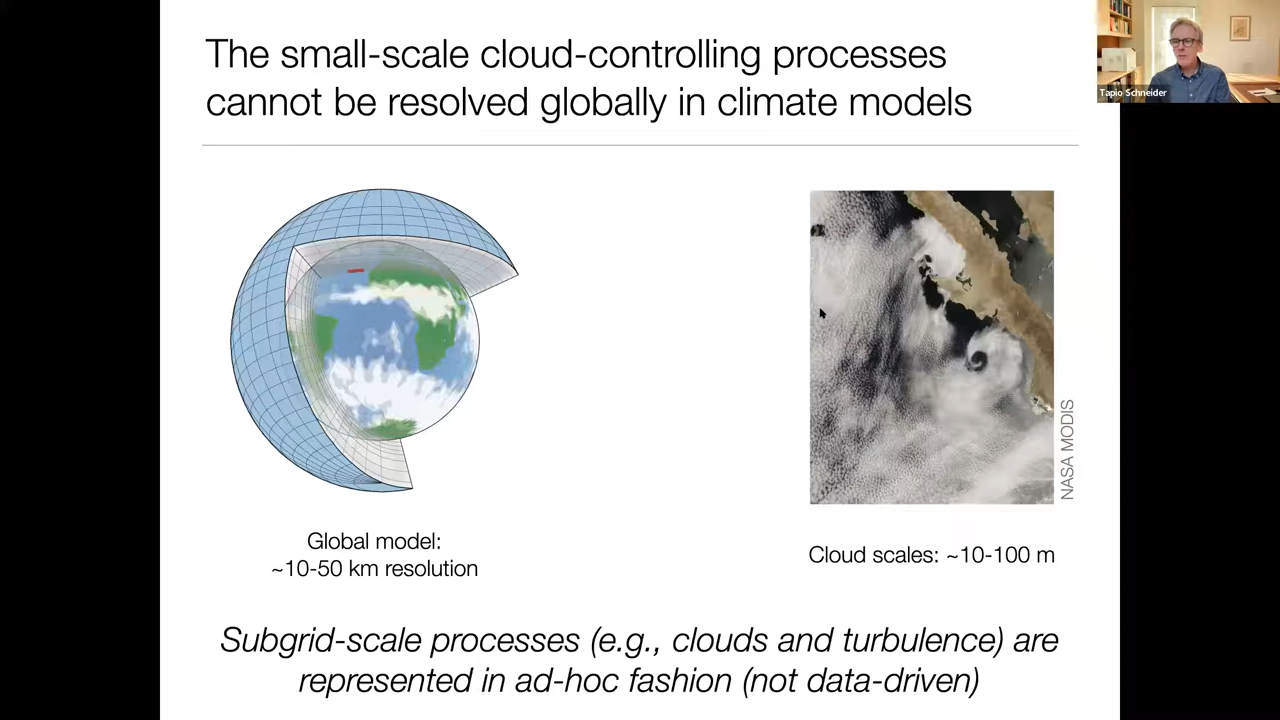 The small-scale cloud-controlling processes
cannot be resolved globally in climate models
Tapio Schneider
NASA MODIS
Global model:
~10-50 km resolution
Cloud scales: ~10-100 m
Subgrid-scale processes (e.g., clouds and turbulence) are
represented in ad-hoc fashion (not data-driven)